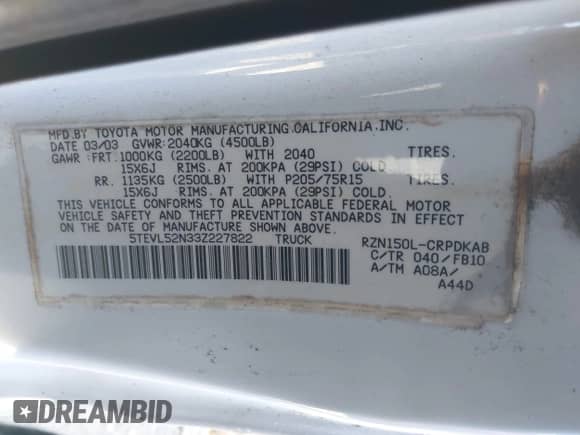 MFD.BY TOYOTA MOTOR MANUFACTURING.CALIFORNIA.INC.
DATE 03/03 GVWR:2040KG (4500LB)
GAWR:FRT.1000KG (2200LB) WITH 2040 TIRES.
15X6J RIMS. AT 200KPA (29PSI) COLD.
RR. 1135KG (2500LB) WITH P205/75R15 TIRES.
15X6J RIMS. AT 200KPA (29PSI) COLD.
THIS VEHICLE CONFORMS TO ALL APPLICABLE FEDERAL MOTOR
VEHICLE SAFETY AND THEFT PREVENTION STANDARDS IN EFFECT
ON THE DATE OF MANUFACTURE SHOWN ABOVE.
5TEVL52N33Z227822 TRUCK RZN150L-CRPDKAB
C/TR 040/FB10
A/TM A08A/
A44D
DREAMBID